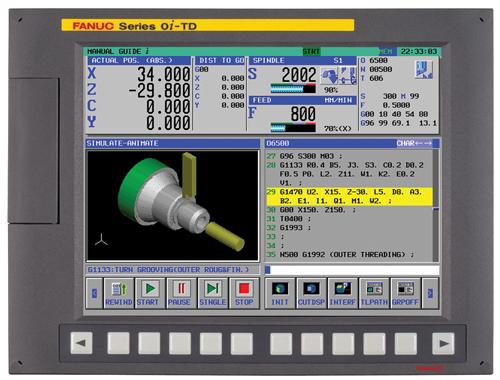 FANUC Series 0i-TD
MANUAL GUIDE i STRT MEM 22:33:03
ACTUAL POS. (ABS.) DIST TO GO SPINDLE S1 O 6500
X 34.000 G00 S 2002 N 00500
Z -29.800 X 0.000 T 606
C 0.000 Z 0.000 90%
Y 0.000 C 0.000 FEED MM/MIN S 300 M 99
Y 0.000 F 800 F 0.5000
70%(X) G00 18 40 54 80
G96 99 69.1 13.1
SIMULATE-ANIMATE
O6500 CHAR←→
27 G96 S300 M03 ;
28 G1133 R0.4 B5. J3. S3. C0.2 D0.2
F0.5 P0. L2. Z11. W1. K2. E0.2
V1. ;
29 G1470 U2. X15. Z-30. L5. D8. A3.
B2. E1. I1. Q1. M1. W2. ;
30 G00 X150. Z150. ;
31 T0400 ;
32 G1993 ;
33 ;
34 ;
35 N500 G1992 (OUTER THREADING) ;
G1133:TURN GROOVING(OUTER ROUG&FIN.)
REWIND START PAUSE SINGLE STOP INIT CUTDSP INTERF TLPATH GRPOFF